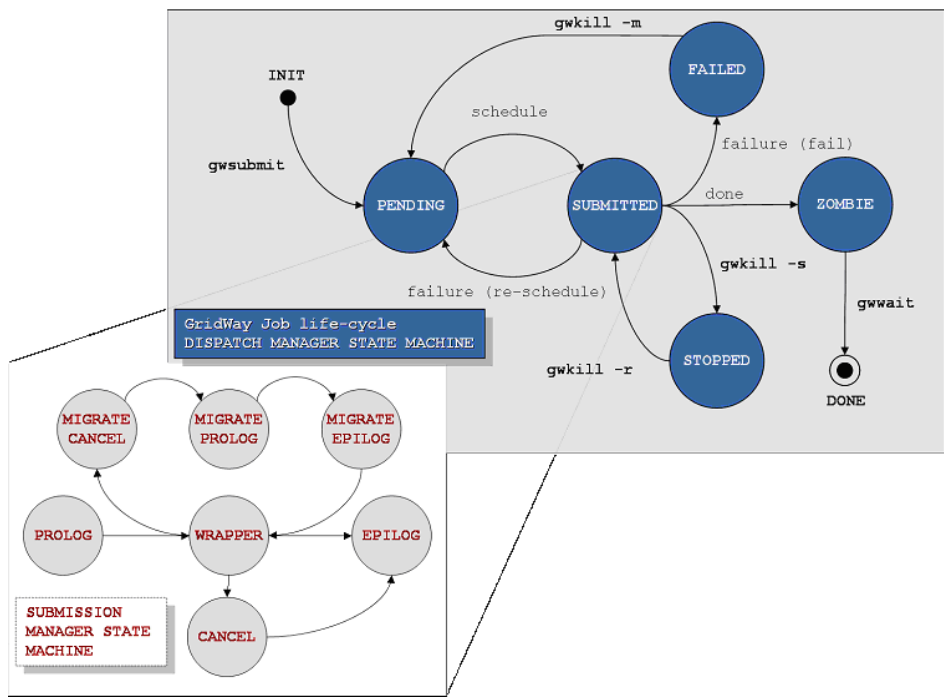 gwkill -m
FAILED
INIT
schedule
failure (fail)
gwsubmit
done
PENDING
SUBMITTED
ZOMBIE
gwkill -s
failure (re-schedule)
gwwait
GridWay Job life-cycle
DISPATCH MANAGER STATE MACHINE
gwkill -r
STOPPED
DONE
MIGRATE
CANCEL
MIGRATE
PROLOG
MIGRATE
EPILOG
PROLOG
WRAPPER
EPILOG
SUBMISSION
MANAGER STATE
MACHINE
CANCEL